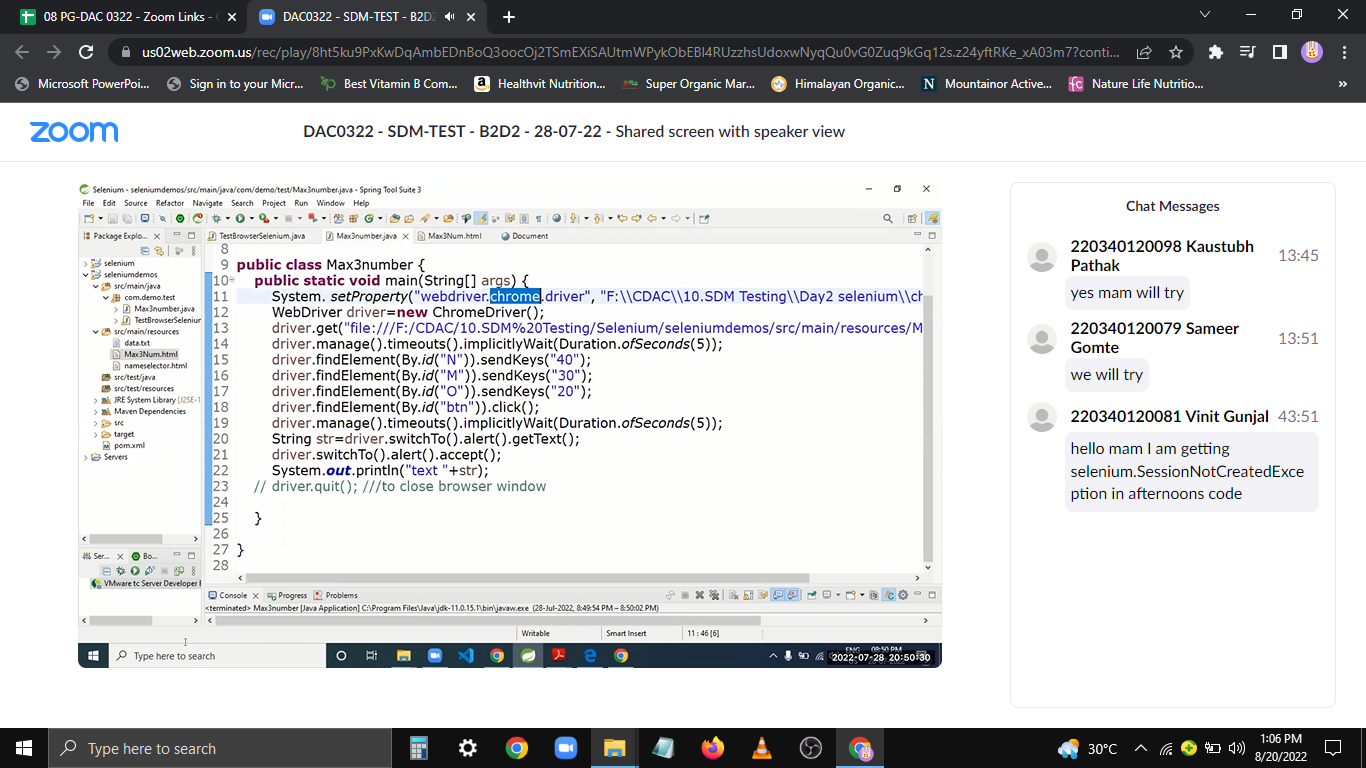 08 PG-DAC 0322 - Zoom Links -
DAC0322 - SDM-TEST - B2D2
us02web.zoom.us/rec/play/8ht5ku9PxKwDqAmbEDnBoQ3oocOj2TSmEXiSAUtmWPykObEBI4RUzzhsUdoxwNyqQu0vG0Zuq9kGq12s.z24yftRKe_xA03m7?conti...
Microsoft PowerPoi...
Sign in to your Micr...
Best Vitamin B Com...
Healthvit Nutrition...
Super Organic Mar...
Himalayan Organic...
Mountainor Active...
Nature Life Nutritio...
zoom
DAC0322 - SDM-TEST - B2D2 - 28-07-22 - Shared screen with speaker view
Selenium - seleniumdemos/src/main/java/com/demo/test/Max3number.java - Spring Tool Suite 3
File Edit Source Refactor Navigate Search Project Run Window Help
Package Explo...
selenium
seleniumdemos
src/main/java
com.demo.test
Max3number.java
TestBrowserSelenium
src/main/resources
data.txt
Max3Num.html
nameselector.html
src/test/java
src/test/resources
JRE System Library [J2SE-1
Maven Dependencies
src
target
pom.xml
Servers
Ser... Bo...
VMware tc Server Developer E
TestBrowserSelenium.java Max3number.java Max3Num.html Document
8
9 public class Max3number {
10 public static void main(String[] args) {
11 System. setProperty("webdriver.chrome.driver", "F:\\CDAC\\10.SDM Testing\\Day2 selenium\\ch
12 WebDriver driver=new ChromeDriver();
13 driver.get("file:///F:/CDAC/10.SDM%20Testing/Selenium/seleniumdemos/src/main/resources/M
14 driver.manage().timeouts().implicitlyWait(Duration.ofSeconds(5));
15 driver.findElement(By.id("N")).sendKeys("40");
16 driver.findElement(By.id("M")).sendKeys("30");
17 driver.findElement(By.id("O")).sendKeys("20");
18 driver.findElement(By.id("btn")).click();
19 driver.manage().timeouts().implicitlyWait(Duration.ofSeconds(5));
20 String str=driver.switchTo().alert().getText();
21 driver.switchTo().alert().accept();
22 System.out.println("text "+str);
23 // driver.quit(); ///to close browser window
24
25 }
26
27 }
28
Console Progress Problems
<terminated> Max3number [Java Application] C:\Program Files\Java\jdk-11.0.15.1\bin\javaw.exe (28-Jul-2022, 8:49:54 PM – 8:50:02 PM)
Writable Smart Insert 11 : 46 [6]
Type here to search
2022-07-28 20:50:30
Chat Messages
220340120098 Kaustubh
Pathak
13:45
yes mam will try
220340120079 Sameer
Gomte
13:51
we will try
220340120081 Vinit Gunjal 43:51
hello mam I am getting
selenium.SessionNotCreatedExce
ption in afternoons code
Type here to search
30°C
1:06 PM
8/20/2022